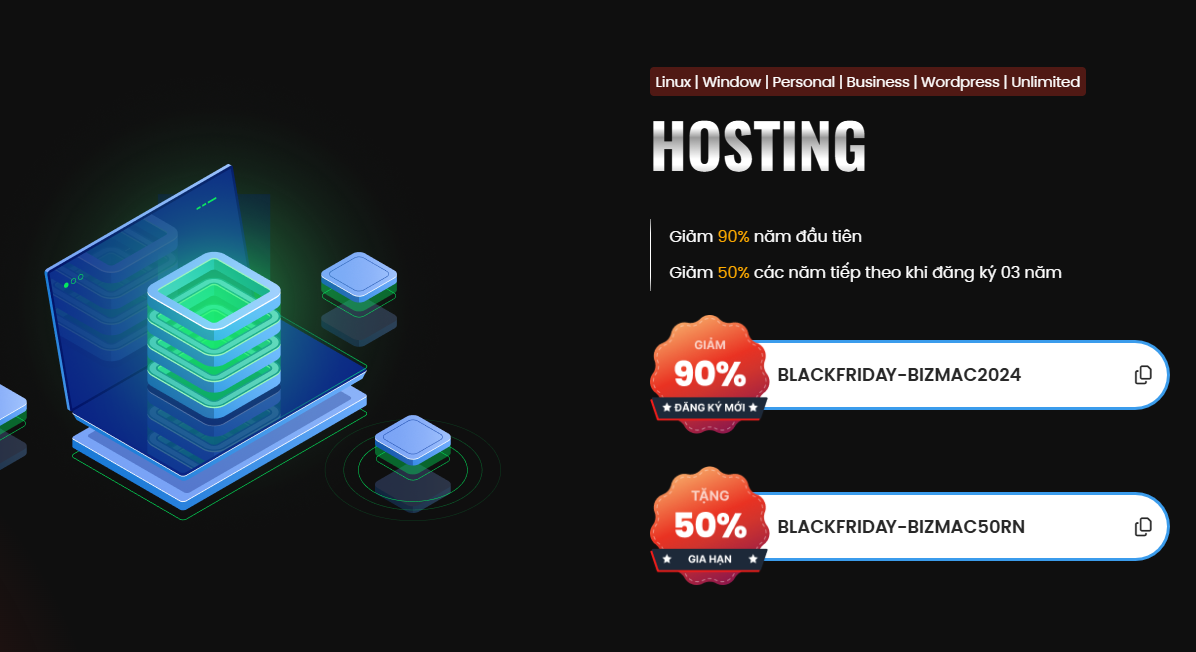 Linux | Window | Personal | Business | Wordpress | Unlimited
HOSTING
Giảm 90% năm đầu tiên
Giảm 50% các năm tiếp theo khi đăng ký 03 năm
GIẢM
90%
ĐĂNG KÝ MỚI
BLACKFRIDAY-BIZMAC2024
TẶNG
50%
GIA HẠN
BLACKFRIDAY-BIZMAC50RN